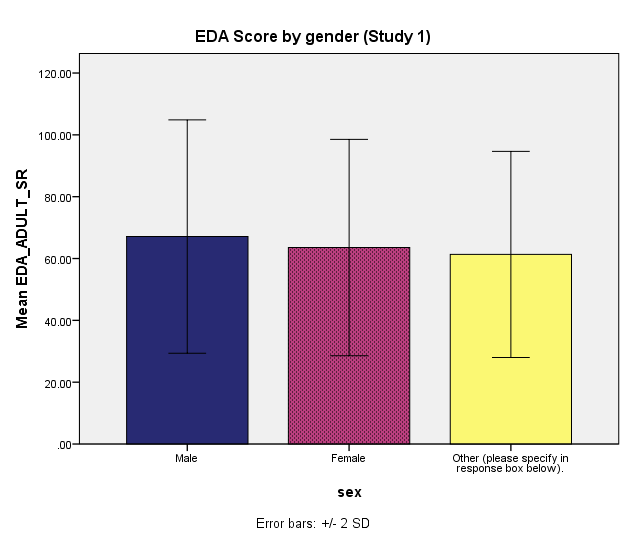 EDA Score by gender (Study 1)
120.00
100.00
80.00
60.00
40.00
20.00
.00
Mean EDA_ADULT_SR
Male
Female
Other (please specify in
response box below).
sex
Error bars: +/- 2 SD